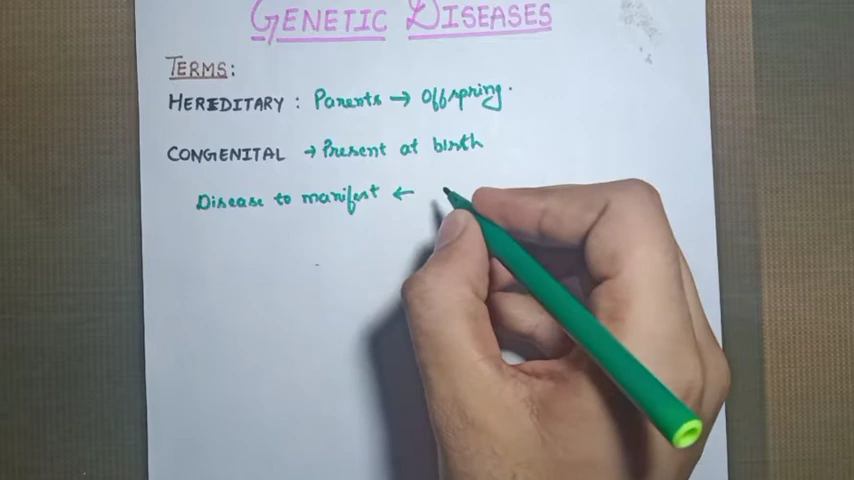 GENETIC DISEASES
TERMS:
HEREDITARY : Parents → Offspring.
CONGENITAL → Present at birth
Disease to manifest ←